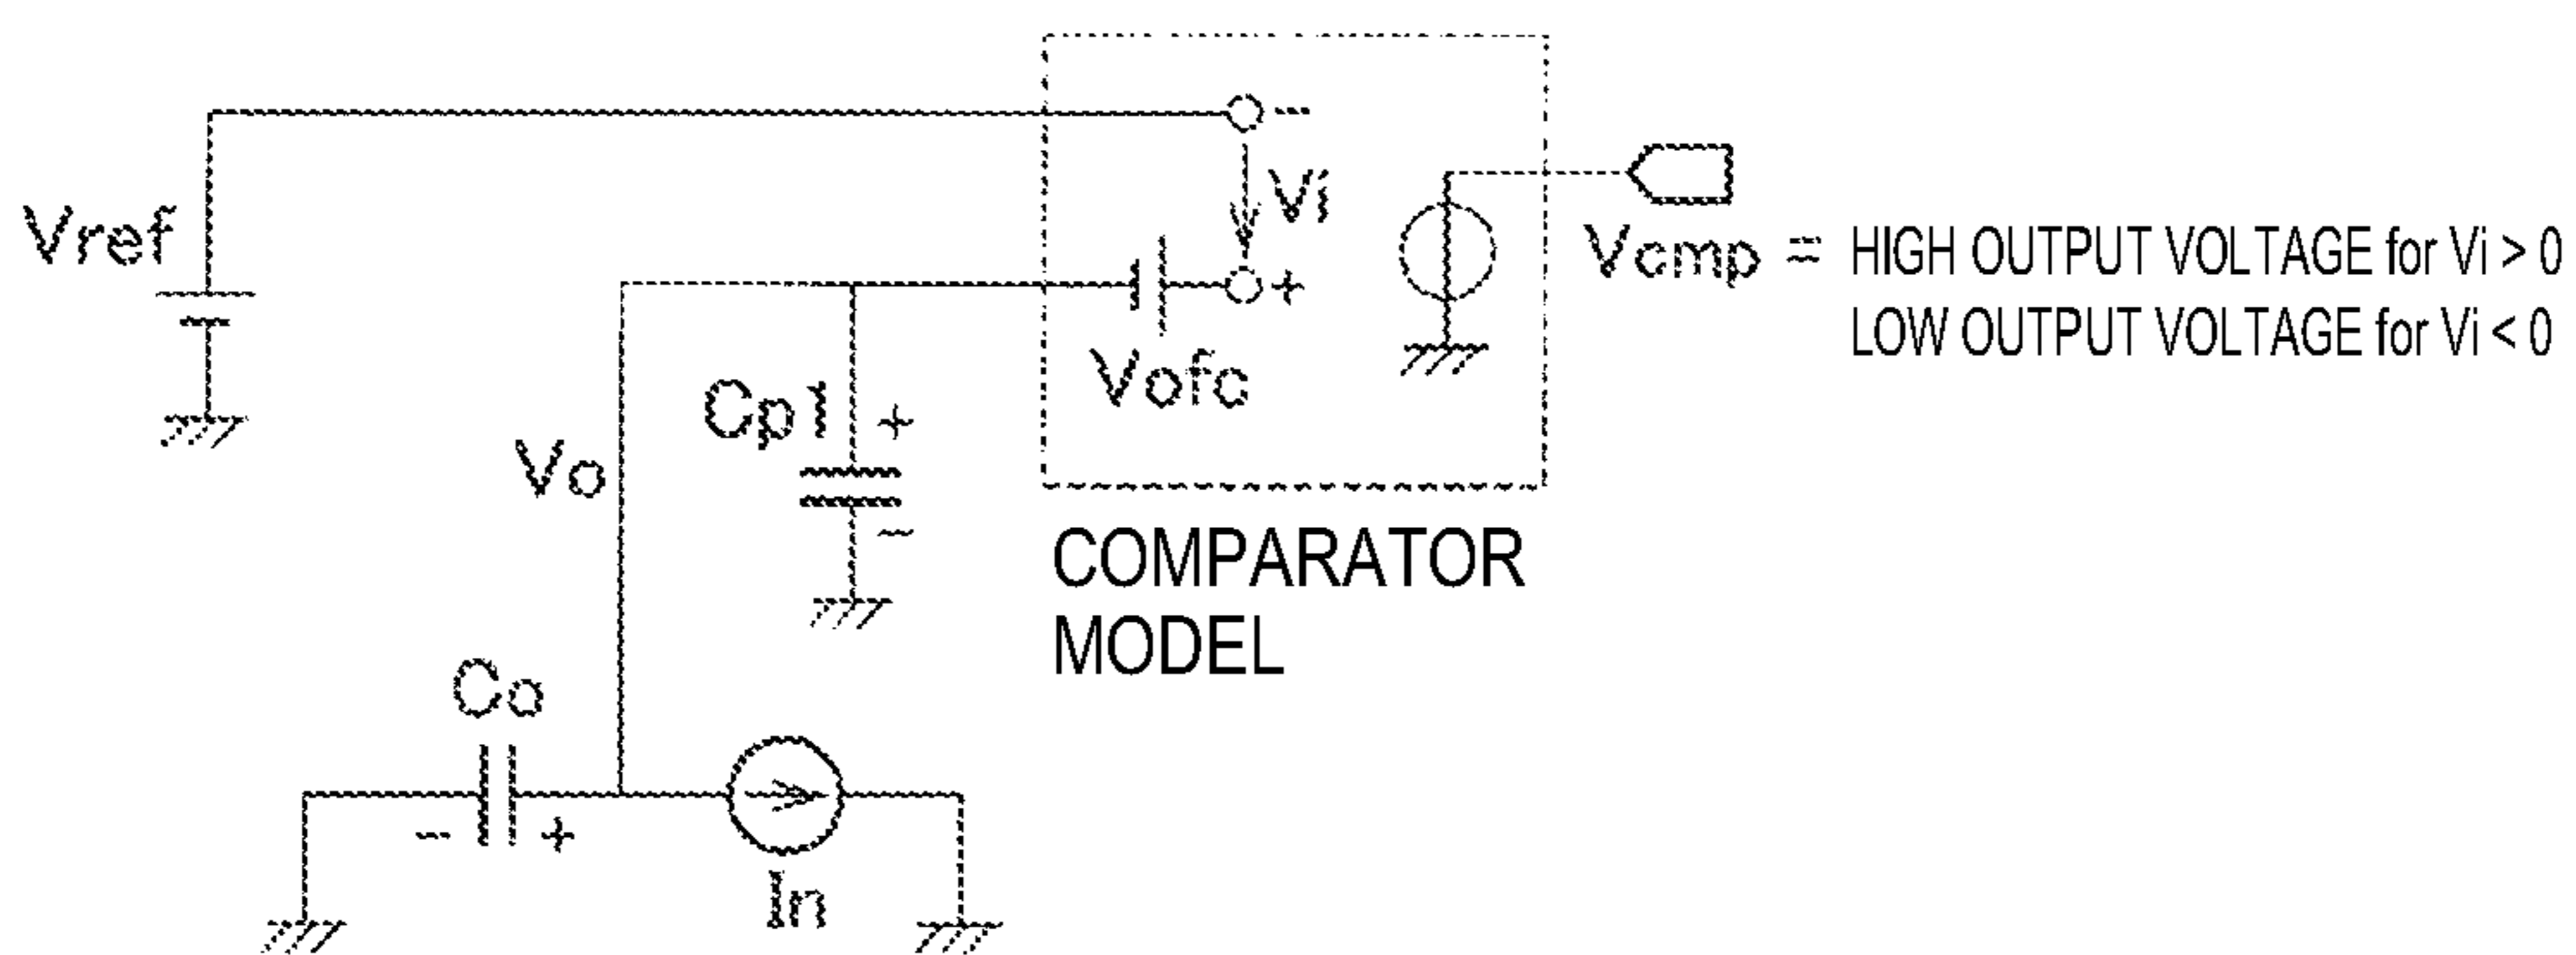 -
Vref
Vi
+
Vcmp = HIGH OUTPUT VOLTAGE for Vi > 0
LOW OUTPUT VOLTAGE for Vi < 0
Vofc
Cp1
+
Vo
-
COMPARATOR
MODEL
Co
- +
In